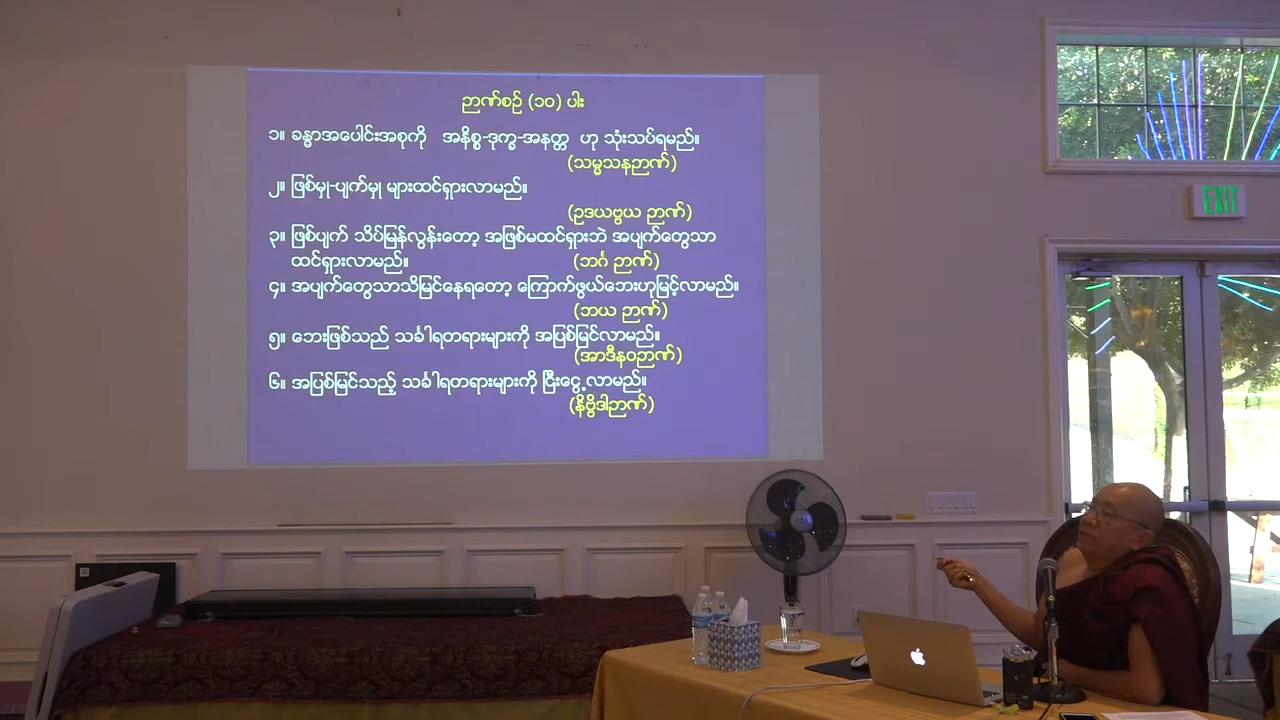 ဉာဏ်စဉ် (၁၀) ပါး
၁။ ခန္ဓာအပေါင်းအစုကို အနိစ္စ-ဒုက္ခ-အနတ္တ ဟု သုံးသပ်ရမည်။
(သမ္မသနဉာဏ်)
၂။ ဖြစ်မှု-ပျက်မှု များထင်ရှားလာမည်။
(ဥဒယဗ္ဗယ ဉာဏ်)
၃။ ဖြစ်ပျက် သိပ်မြန်လွန်းတော့ အဖြစ်မထင်ရှားဘဲ အပျက်တွေသာ
ထင်ရှားလာမည်။ (ဘင်္ဂ ဉာဏ်)
၄။ အပျက်တွေသာသိမြင်နေရတော့ ကြောက်ဖွယ်ဘေးဟုမြင့်လာမည်။
(ဘယ ဉာဏ်)
၅။ ဘေးဖြစ်သည် သင်္ခါရတရားများကို အပြစ်မြင်လာမည်။
(အာဒီနဝဉာဏ်)
၆။ အပြစ်မြင်သည့် သင်္ခါရတရားများကို ငြီးငွေ့လာမည်။
(နိဗ္ဗိဒါဉာဏ်)
EXIT